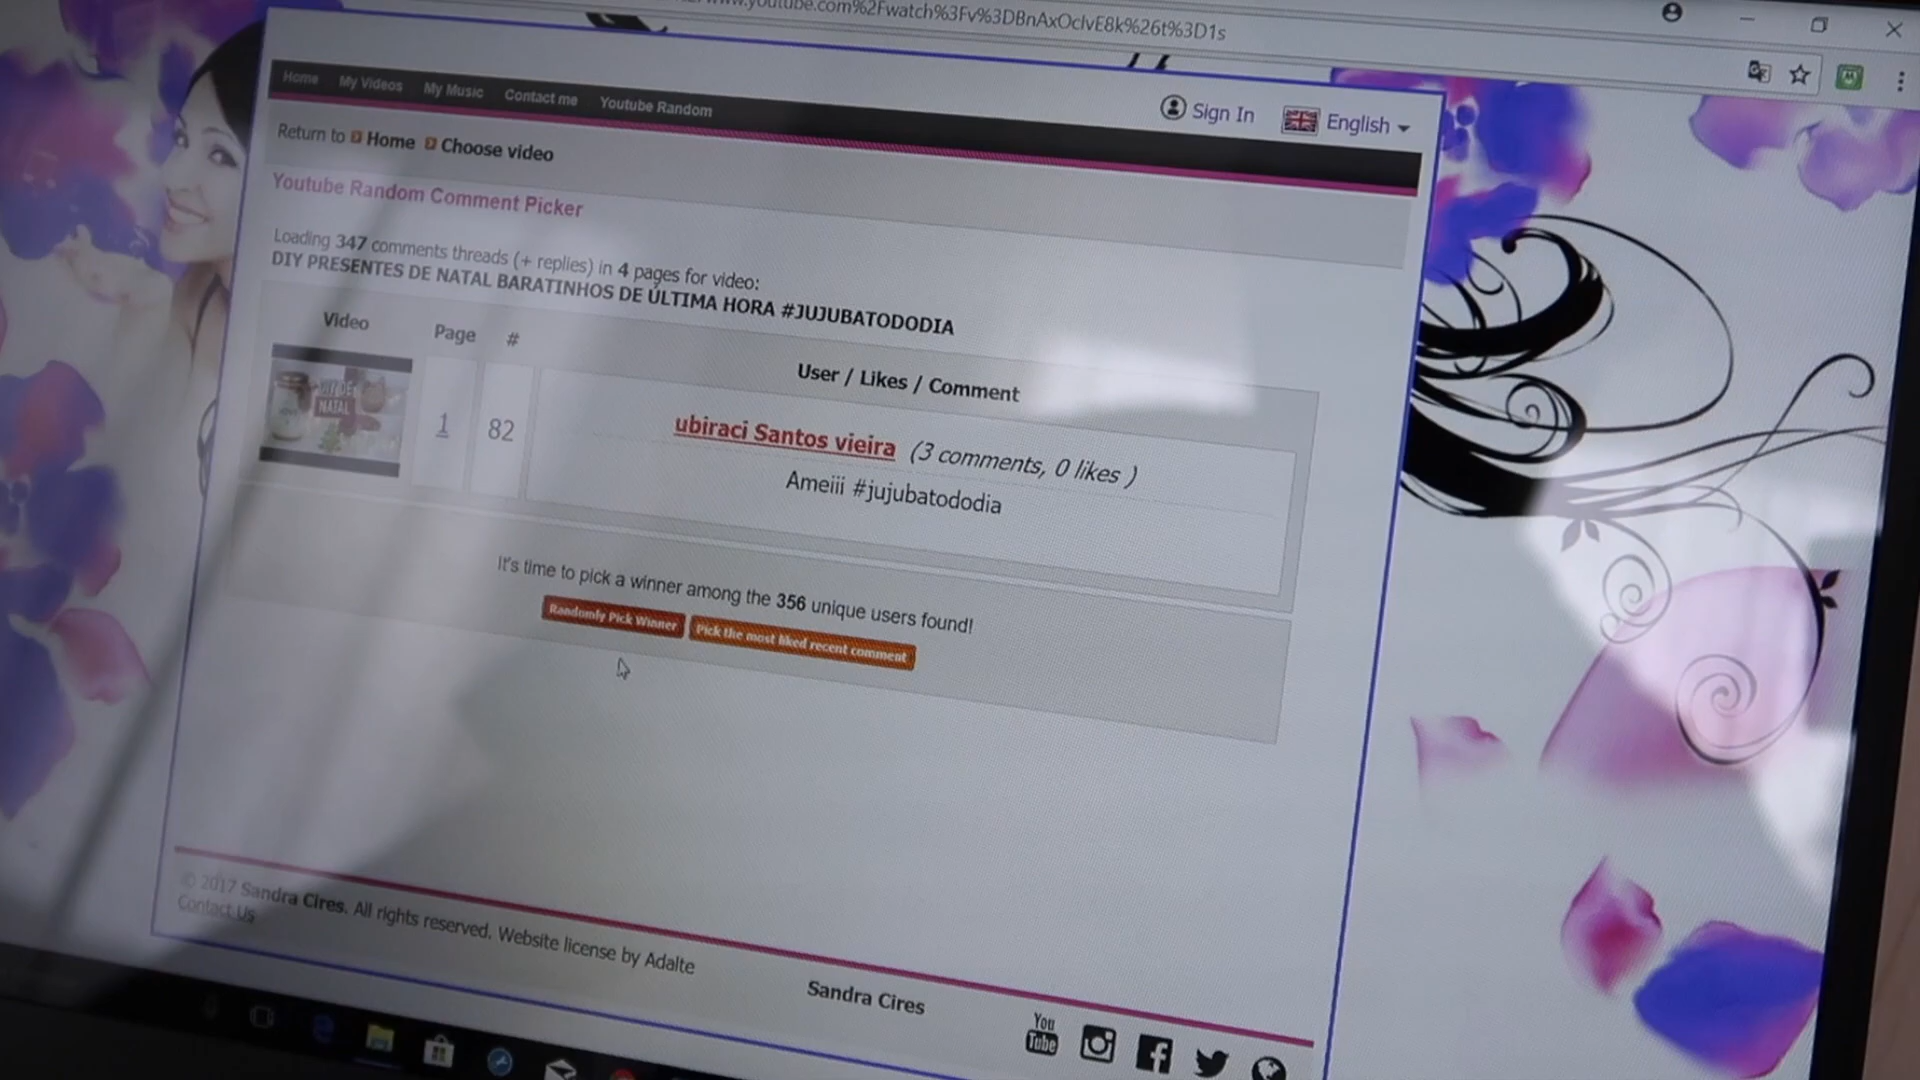 www.youtube.com%2Fwatch%3Fv%3DBnAxOclvE8k%26t%3D1s
Home My Videos My Music Contact me Youtube Random
Sign In English
Return to Home Choose video
Youtube Random Comment Picker
Loading 347 comments threads (+ replies) in 4 pages for video:
DIY PRESENTES DE NATAL BARATINHOS DE ÚLTIMA HORA #JUJUBATODODIA
Video Page # User / Likes / Comment
NATAL
1 82 ubiraci Santos vieira (3 comments, 0 likes )
Ameiii #jujubatododia
It's time to pick a winner among the 356 unique users found!
Randomly Pick Winner Pick the most liked recent comment
© 2017 Sandra Cires. All rights reserved. Website license by Adalte
Contact Us
Sandra Cires
You Tube